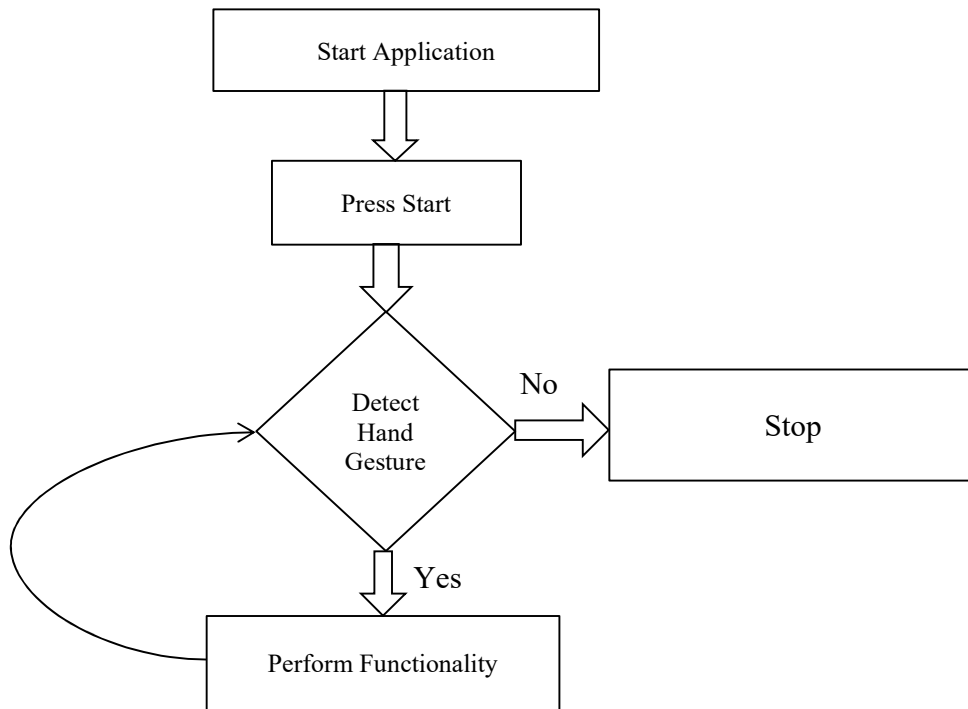 Start Application
Press Start
Detect
Hand
Gesture
No
Stop
Yes
Perform Functionality